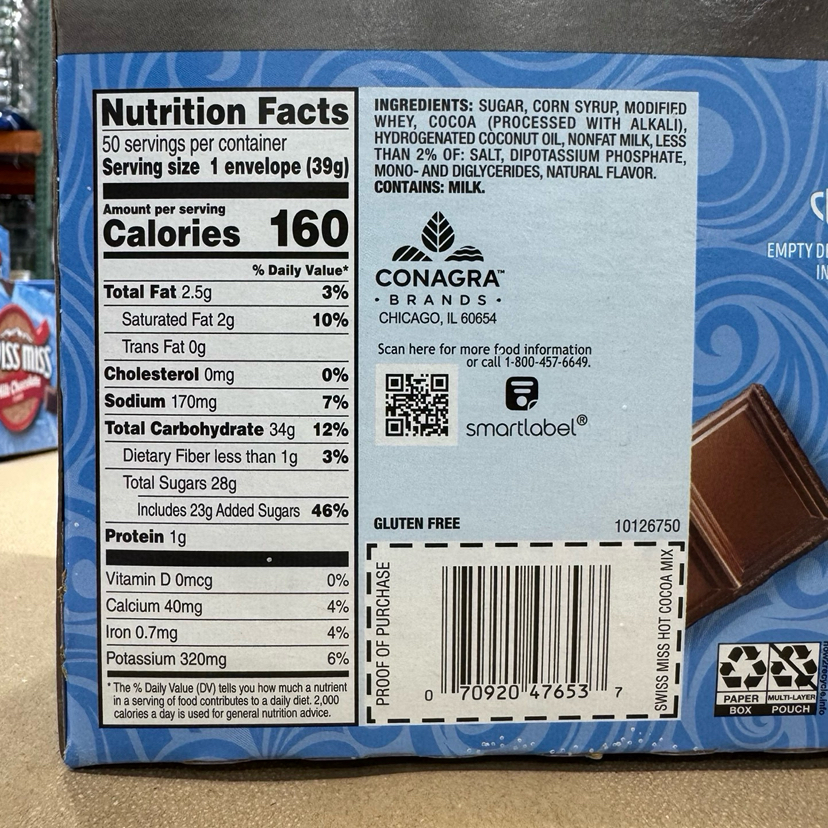 Nutrition Facts
50 servings per container
Serving size 1 envelope (39g)
Amount per serving
Calories 160
% Daily Value*
Total Fat 2.5g 3%
Saturated Fat 2g 10%
Trans Fat 0g
Cholesterol 0mg 0%
Sodium 170mg 7%
Total Carbohydrate 34g 12%
Dietary Fiber less than 1g 3%
Total Sugars 28g
Includes 23g Added Sugars 46%
Protein 1g
Vitamin D 0mcg 0%
Calcium 40mg 4%
Iron 0.7mg 4%
Potassium 320mg 6%
* The % Daily Value (DV) tells you how much a nutrient
in a serving of food contributes to a daily diet. 2,000
calories a day is used for general nutrition advice.
INGREDIENTS: SUGAR, CORN SYRUP, MODIFIED
WHEY, COCOA (PROCESSED WITH ALKALI),
HYDROGENATED COCONUT OIL, NONFAT MILK, LESS
THAN 2% OF: SALT, DIPOTASSIUM PHOSPHATE,
MONO- AND DIGLYCERIDES, NATURAL FLAVOR.
CONTAINS: MILK.
CONAGRA™
• BRANDS •
CHICAGO, IL 60654
Scan here for more food information
or call 1-800-457-6649.
smartlabel®
GLUTEN FREE 10126750
PROOF OF PURCHASE
0 70920 47653 7
SWISS MISS HOT COCOA MIX
EMPTY
IN
PAPER
BOX
MULTI-LAYER
POUCH
how2recycle.info
ISS MISS
Milk Chocolate